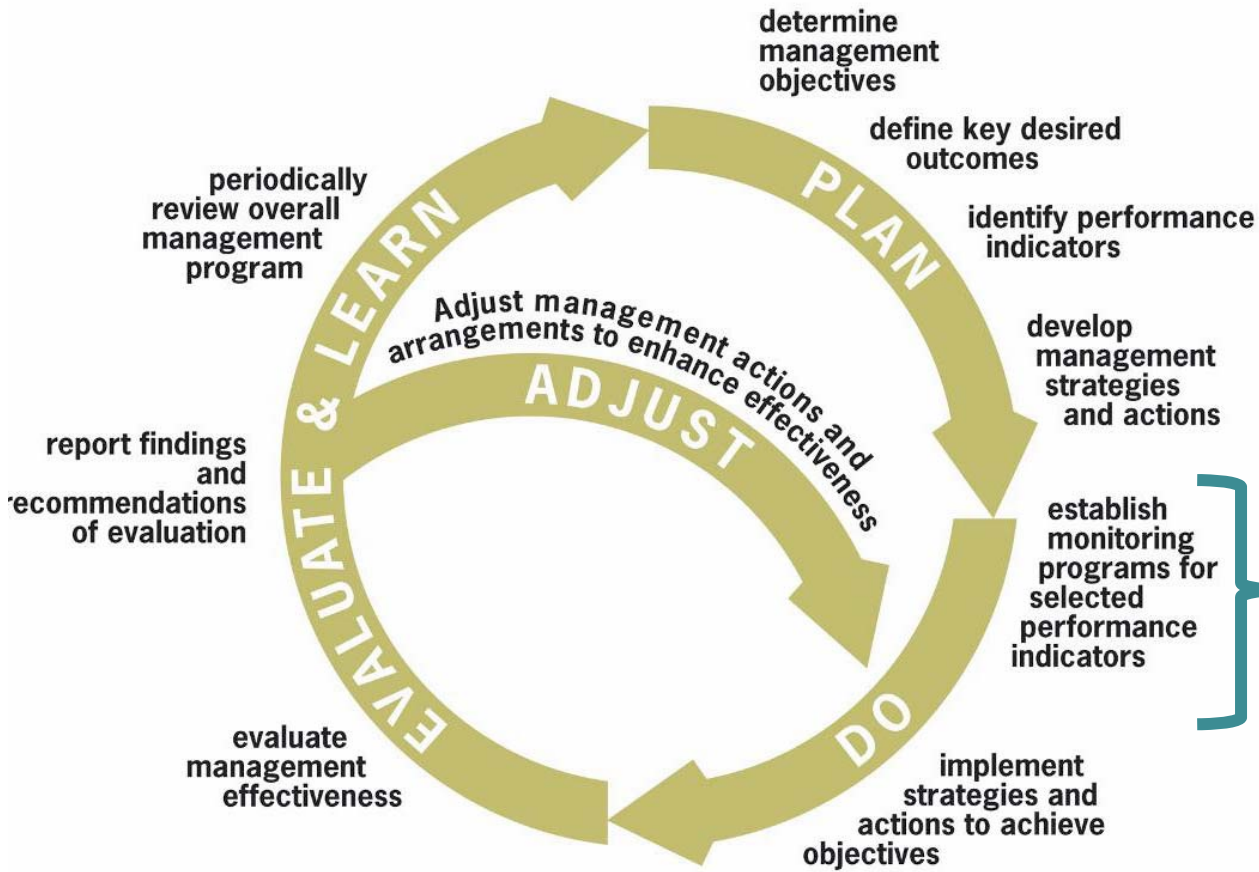 determine
management
objectives
define key desired
outcomes
identify performance
indicators
develop
management
strategies
and actions
PLAN
establish
monitoring
programs for
selected
performance
indicators
DO
implement
strategies and
actions to achieve
objectives
evaluate
management
effectiveness
EVALUATE & LEARN
report findings
and
recommendations
of evaluation
periodically
review overall
management
program
Adjust management actions and
arrangements to enhance effectiveness
ADJUST